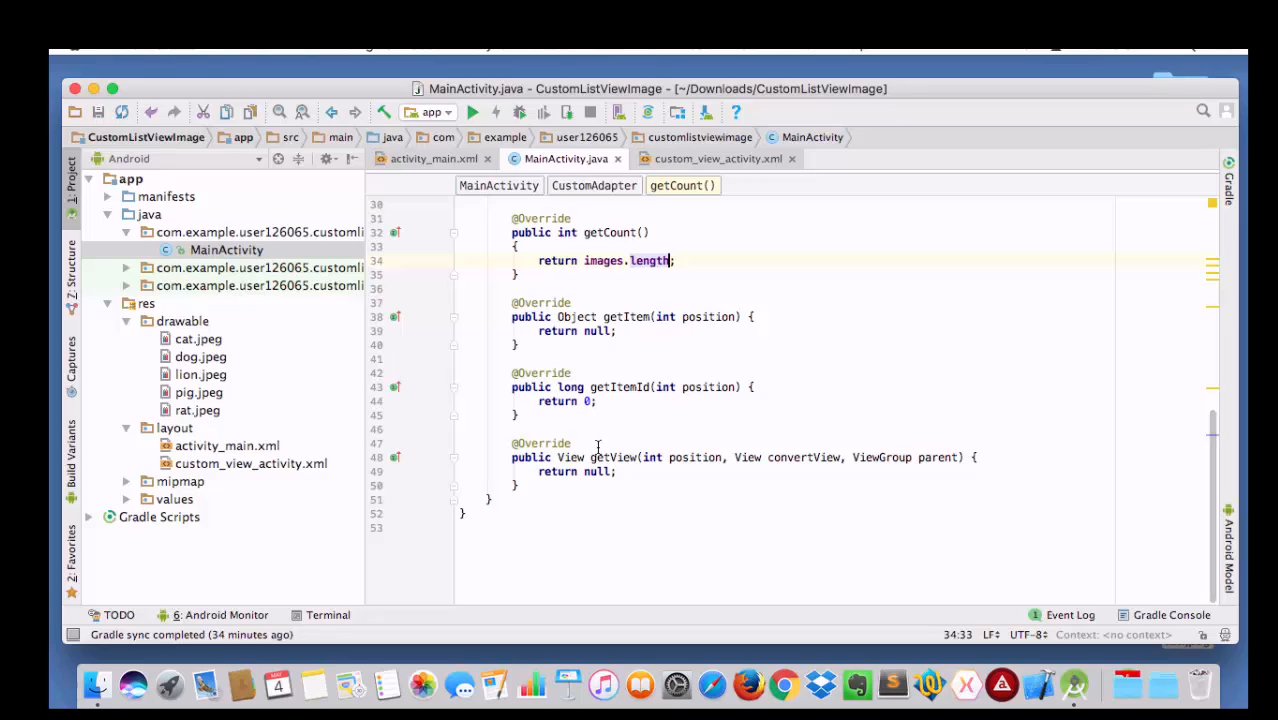 MainActivity.java - CustomListViewImage - [~/Downloads/CustomListViewImage]
app
CustomListViewImage app src main java com example user126065 customlistviewimage MainActivity
Android
activity_main.xml MainActivity.java custom_view_activity.xml
MainActivity CustomAdapter getCount()
1: Project
Z: Structure
Captures
Build Variants
2: Favorites
app
manifests
java
com.example.user126065.customli
MainActivity
com.example.user126065.customli
com.example.user126065.customli
res
drawable
cat.jpeg
dog.jpeg
lion.jpeg
pig.jpeg
rat.jpeg
layout
activity_main.xml
custom_view_activity.xml
mipmap
values
Gradle Scripts
30
31 @Override
32 public int getCount()
33 {
34 return images.length;
35 }
36
37 @Override
38 public Object getItem(int position) {
39 return null;
40 }
41
42 @Override
43 public long getItemId(int position) {
44 return 0;
45 }
46
47 @Override
48 public View getView(int position, View convertView, ViewGroup parent) {
49 return null;
50 }
51 }
52 }
53
Gradle
Android Model
TODO 6: Android Monitor Terminal 1 Event Log Gradle Console
Gradle sync completed (34 minutes ago) 34:33 LF UTF-8 Context: <no context>
MAY
4